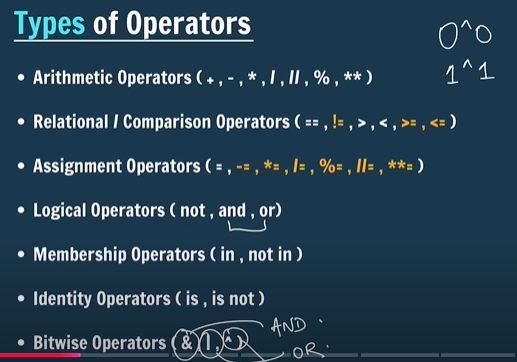 Types of Operators
0^0
1^1
• Arithmetic Operators ( + , - , * , / , // , % , ** )
• Relational / Comparison Operators ( == , != , > , < , >= , <= )
• Assignment Operators ( = , -= , *= , /= , %= , //= , **= )
• Logical Operators ( not , and , or)
• Membership Operators ( in , not in )
• Identity Operators ( is , is not )
• Bitwise Operators ( & , | , ^ )
AND
OR